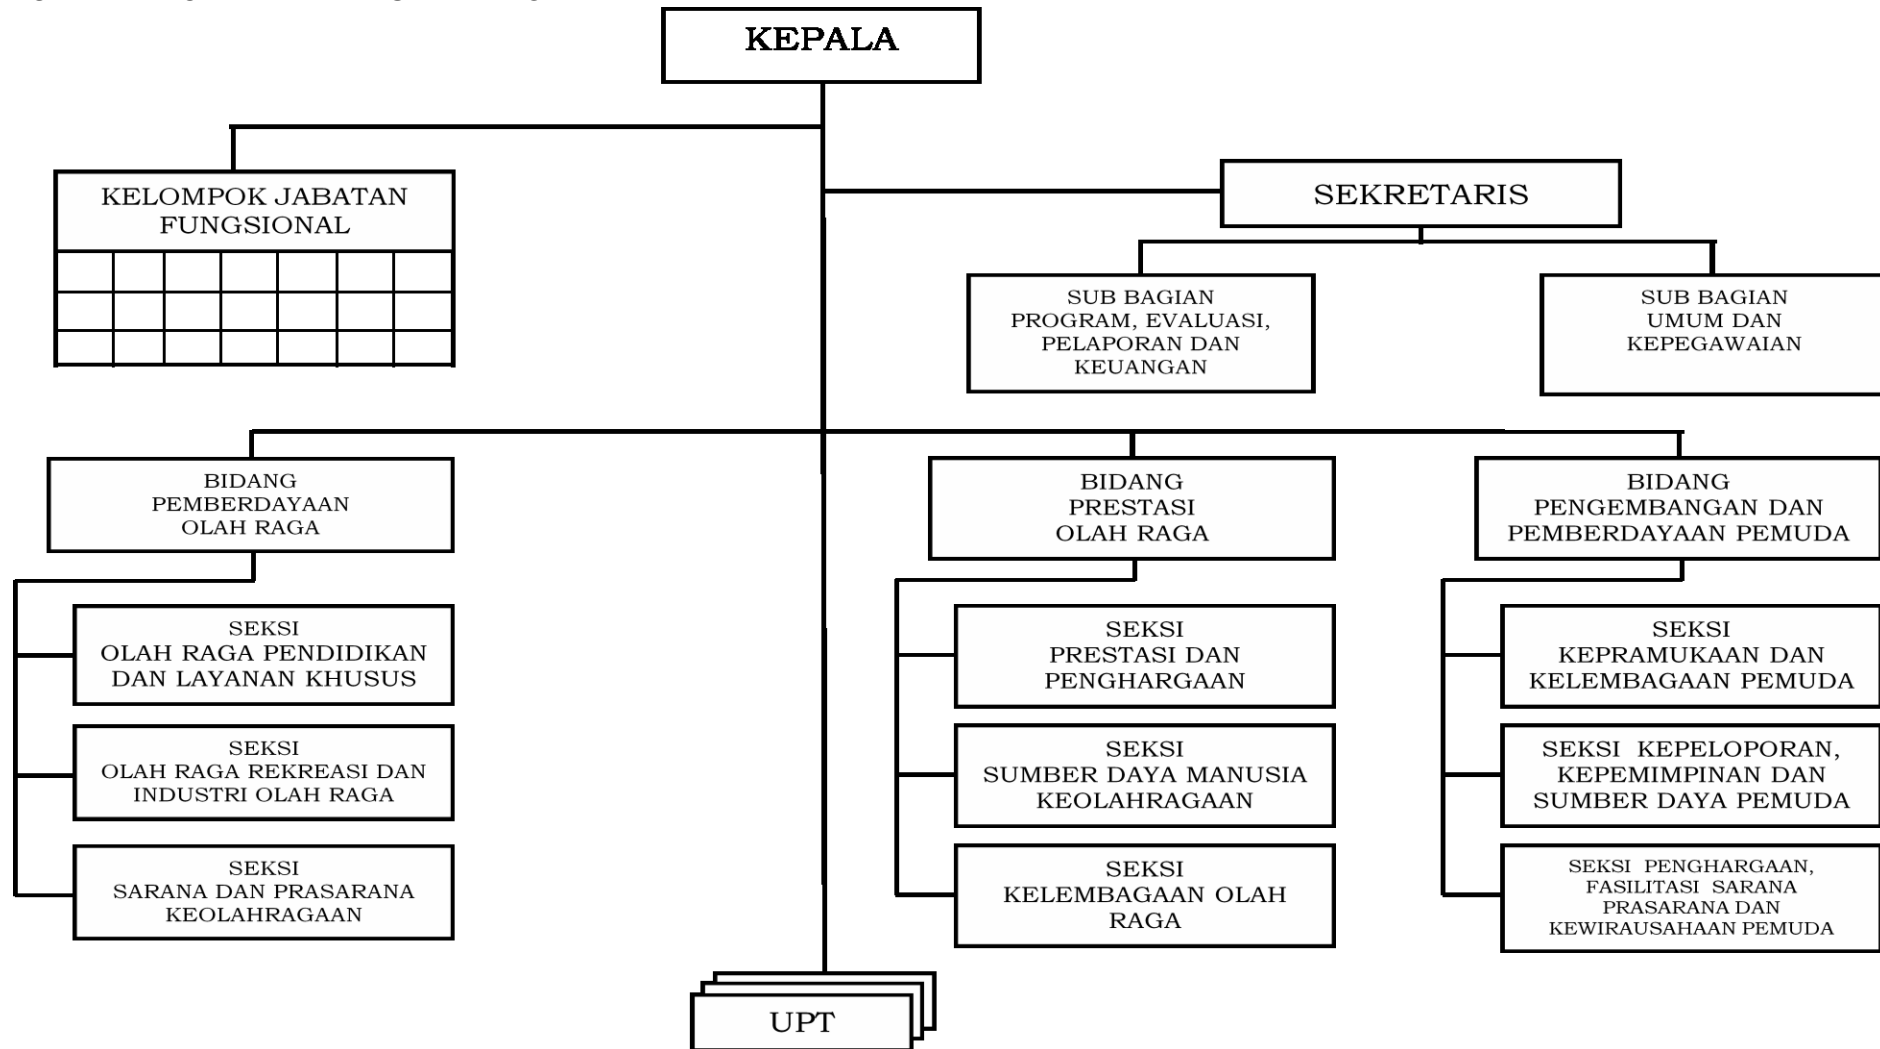 KEPALA
KELOMPOK JABATAN
FUNGSIONAL
SEKRETARIS
SUB BAGIAN
PROGRAM, EVALUASI,
PELAPORAN DAN
KEUANGAN
SUB BAGIAN
UMUM DAN
KEPEGAWAIAN
BIDANG
PEMBERDAYAAN
OLAH RAGA
SEKSI
OLAH RAGA PENDIDIKAN
DAN LAYANAN KHUSUS
SEKSI
OLAH RAGA REKREASI DAN
INDUSTRI OLAH RAGA
SEKSI
SARANA DAN PRASARANA
KEOLAHRAGAAN
BIDANG
PRESTASI
OLAH RAGA
SEKSI
PRESTASI DAN
PENGHARGAAN
SEKSI
SUMBER DAYA MANUSIA
KEOLAHRAGAAN
SEKSI
KELEMBAGAAN OLAH
RAGA
BIDANG
PENGEMBANGAN DAN
PEMBERDAYAAN PEMUDA
SEKSI
KEPRAMUKAAN DAN
KELEMBAGAAN PEMUDA
SEKSI KEPELOPORAN,
KEPEMIMPINAN DAN
SUMBER DAYA PEMUDA
SEKSI PENGHARGAAN,
FASILITASI SARANA
PRASARANA DAN
KEWIRAUSAHAAN PEMUDA
UPT